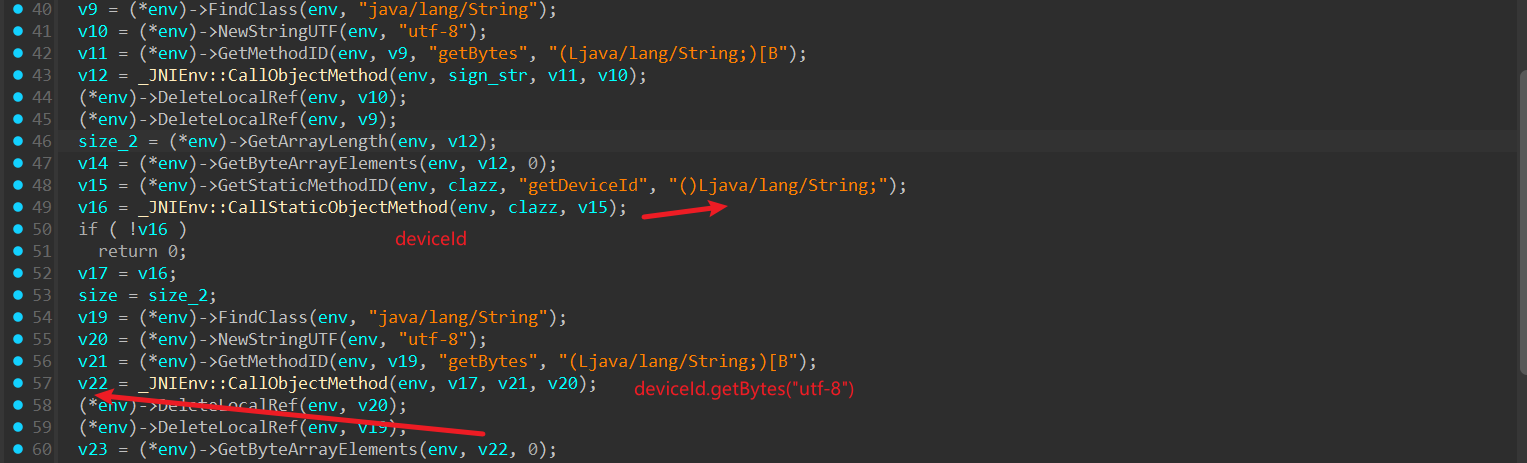 40 v9 = (*env)->FindClass(env, "java/lang/String");
41 v10 = (*env)->NewStringUTF(env, "utf-8");
42 v11 = (*env)->GetMethodID(env, v9, "getBytes", "(Ljava/lang/String;)[B");
43 v12 = _JNIEnv::CallObjectMethod(env, sign_str, v11, v10);
44 (*env)->DeleteLocalRef(env, v10);
45 (*env)->DeleteLocalRef(env, v9);
46 size_2 = (*env)->GetArrayLength(env, v12);
47 v14 = (*env)->GetByteArrayElements(env, v12, 0);
48 v15 = (*env)->GetStaticMethodID(env, clazz, "getDeviceId", "()Ljava/lang/String;");
49 v16 = _JNIEnv::CallStaticObjectMethod(env, clazz, v15);
50 if ( !v16 )
deviceId
51 return 0;
52 v17 = v16;
53 size = size_2;
54 v19 = (*env)->FindClass(env, "java/lang/String");
55 v20 = (*env)->NewStringUTF(env, "utf-8");
56 v21 = (*env)->GetMethodID(env, v19, "getBytes", "(Ljava/lang/String;)[B");
57 v22 = _JNIEnv::CallObjectMethod(env, v17, v21, v20);
deviceId.getBytes("utf-8")
58 (*env)->DeleteLocalRef(env, v20);
59 (*env)->DeleteLocalRef(env, v19);
60 v23 = (*env)->GetByteArrayElements(env, v22, 0);